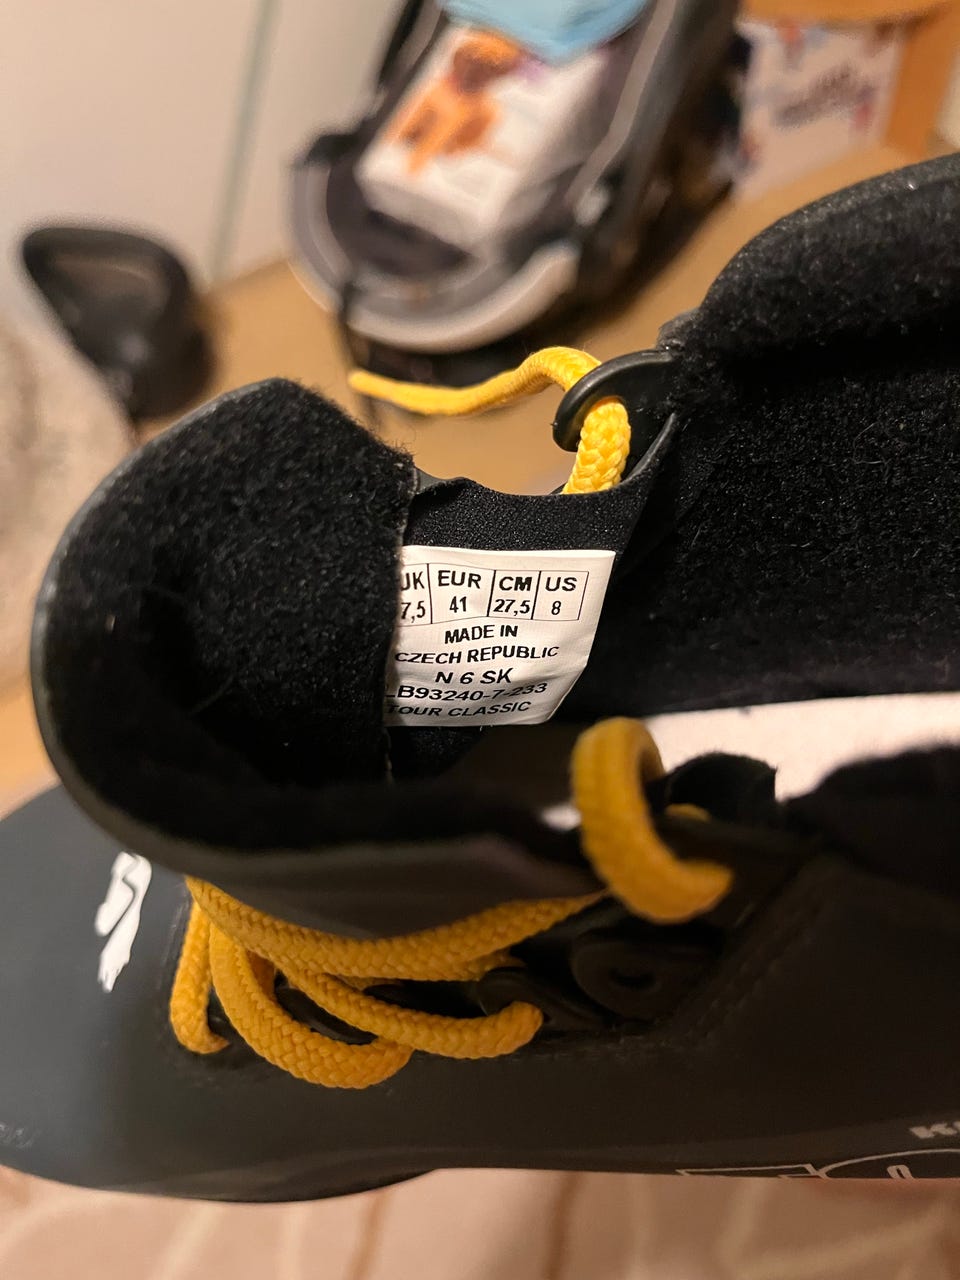 UK EUR CM US
7,5 41 27,5 8
MADE IN
CZECH REPUBLIC
N 6 SK
LB93240-7-233
TOUR CLASSIC